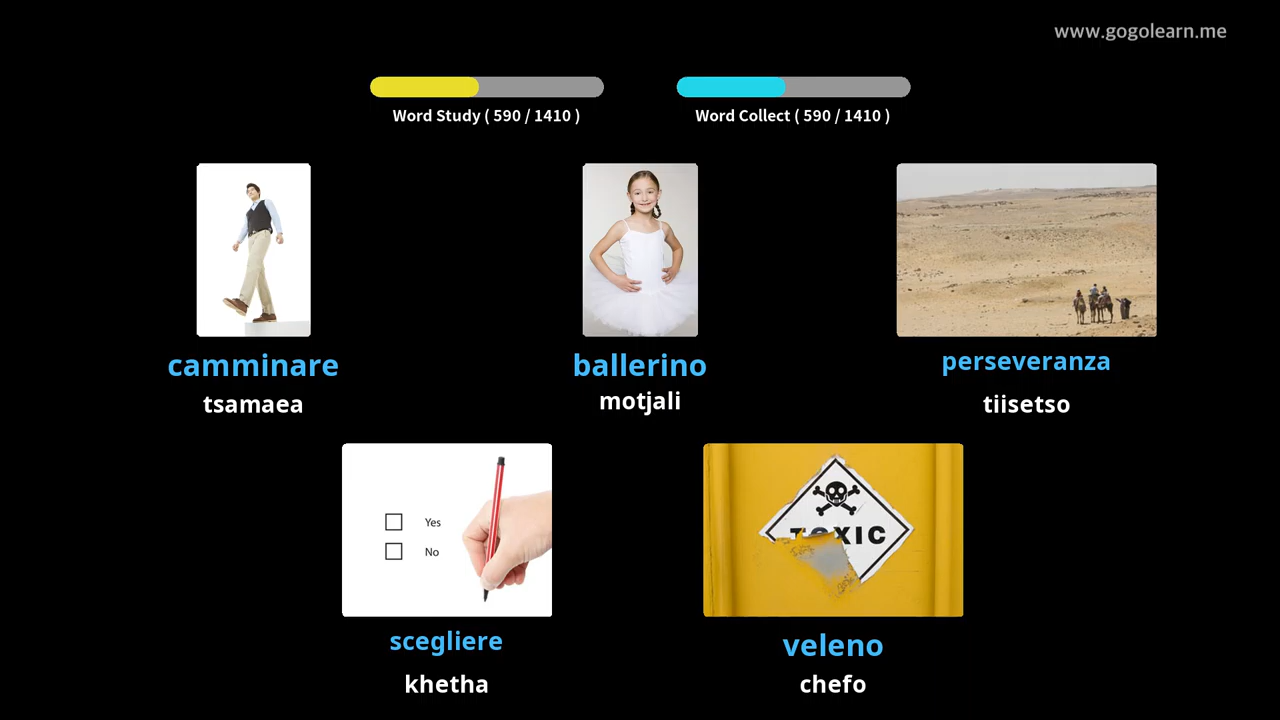 www.gogolearn.me
Word Study ( 590 / 1410 )
Word Collect ( 590 / 1410 )
camminare
tsamaea
ballerino
motjali
perseveranza
tiisetso
Yes
No
scegliere
khetha
TOXIC
veleno
chefo